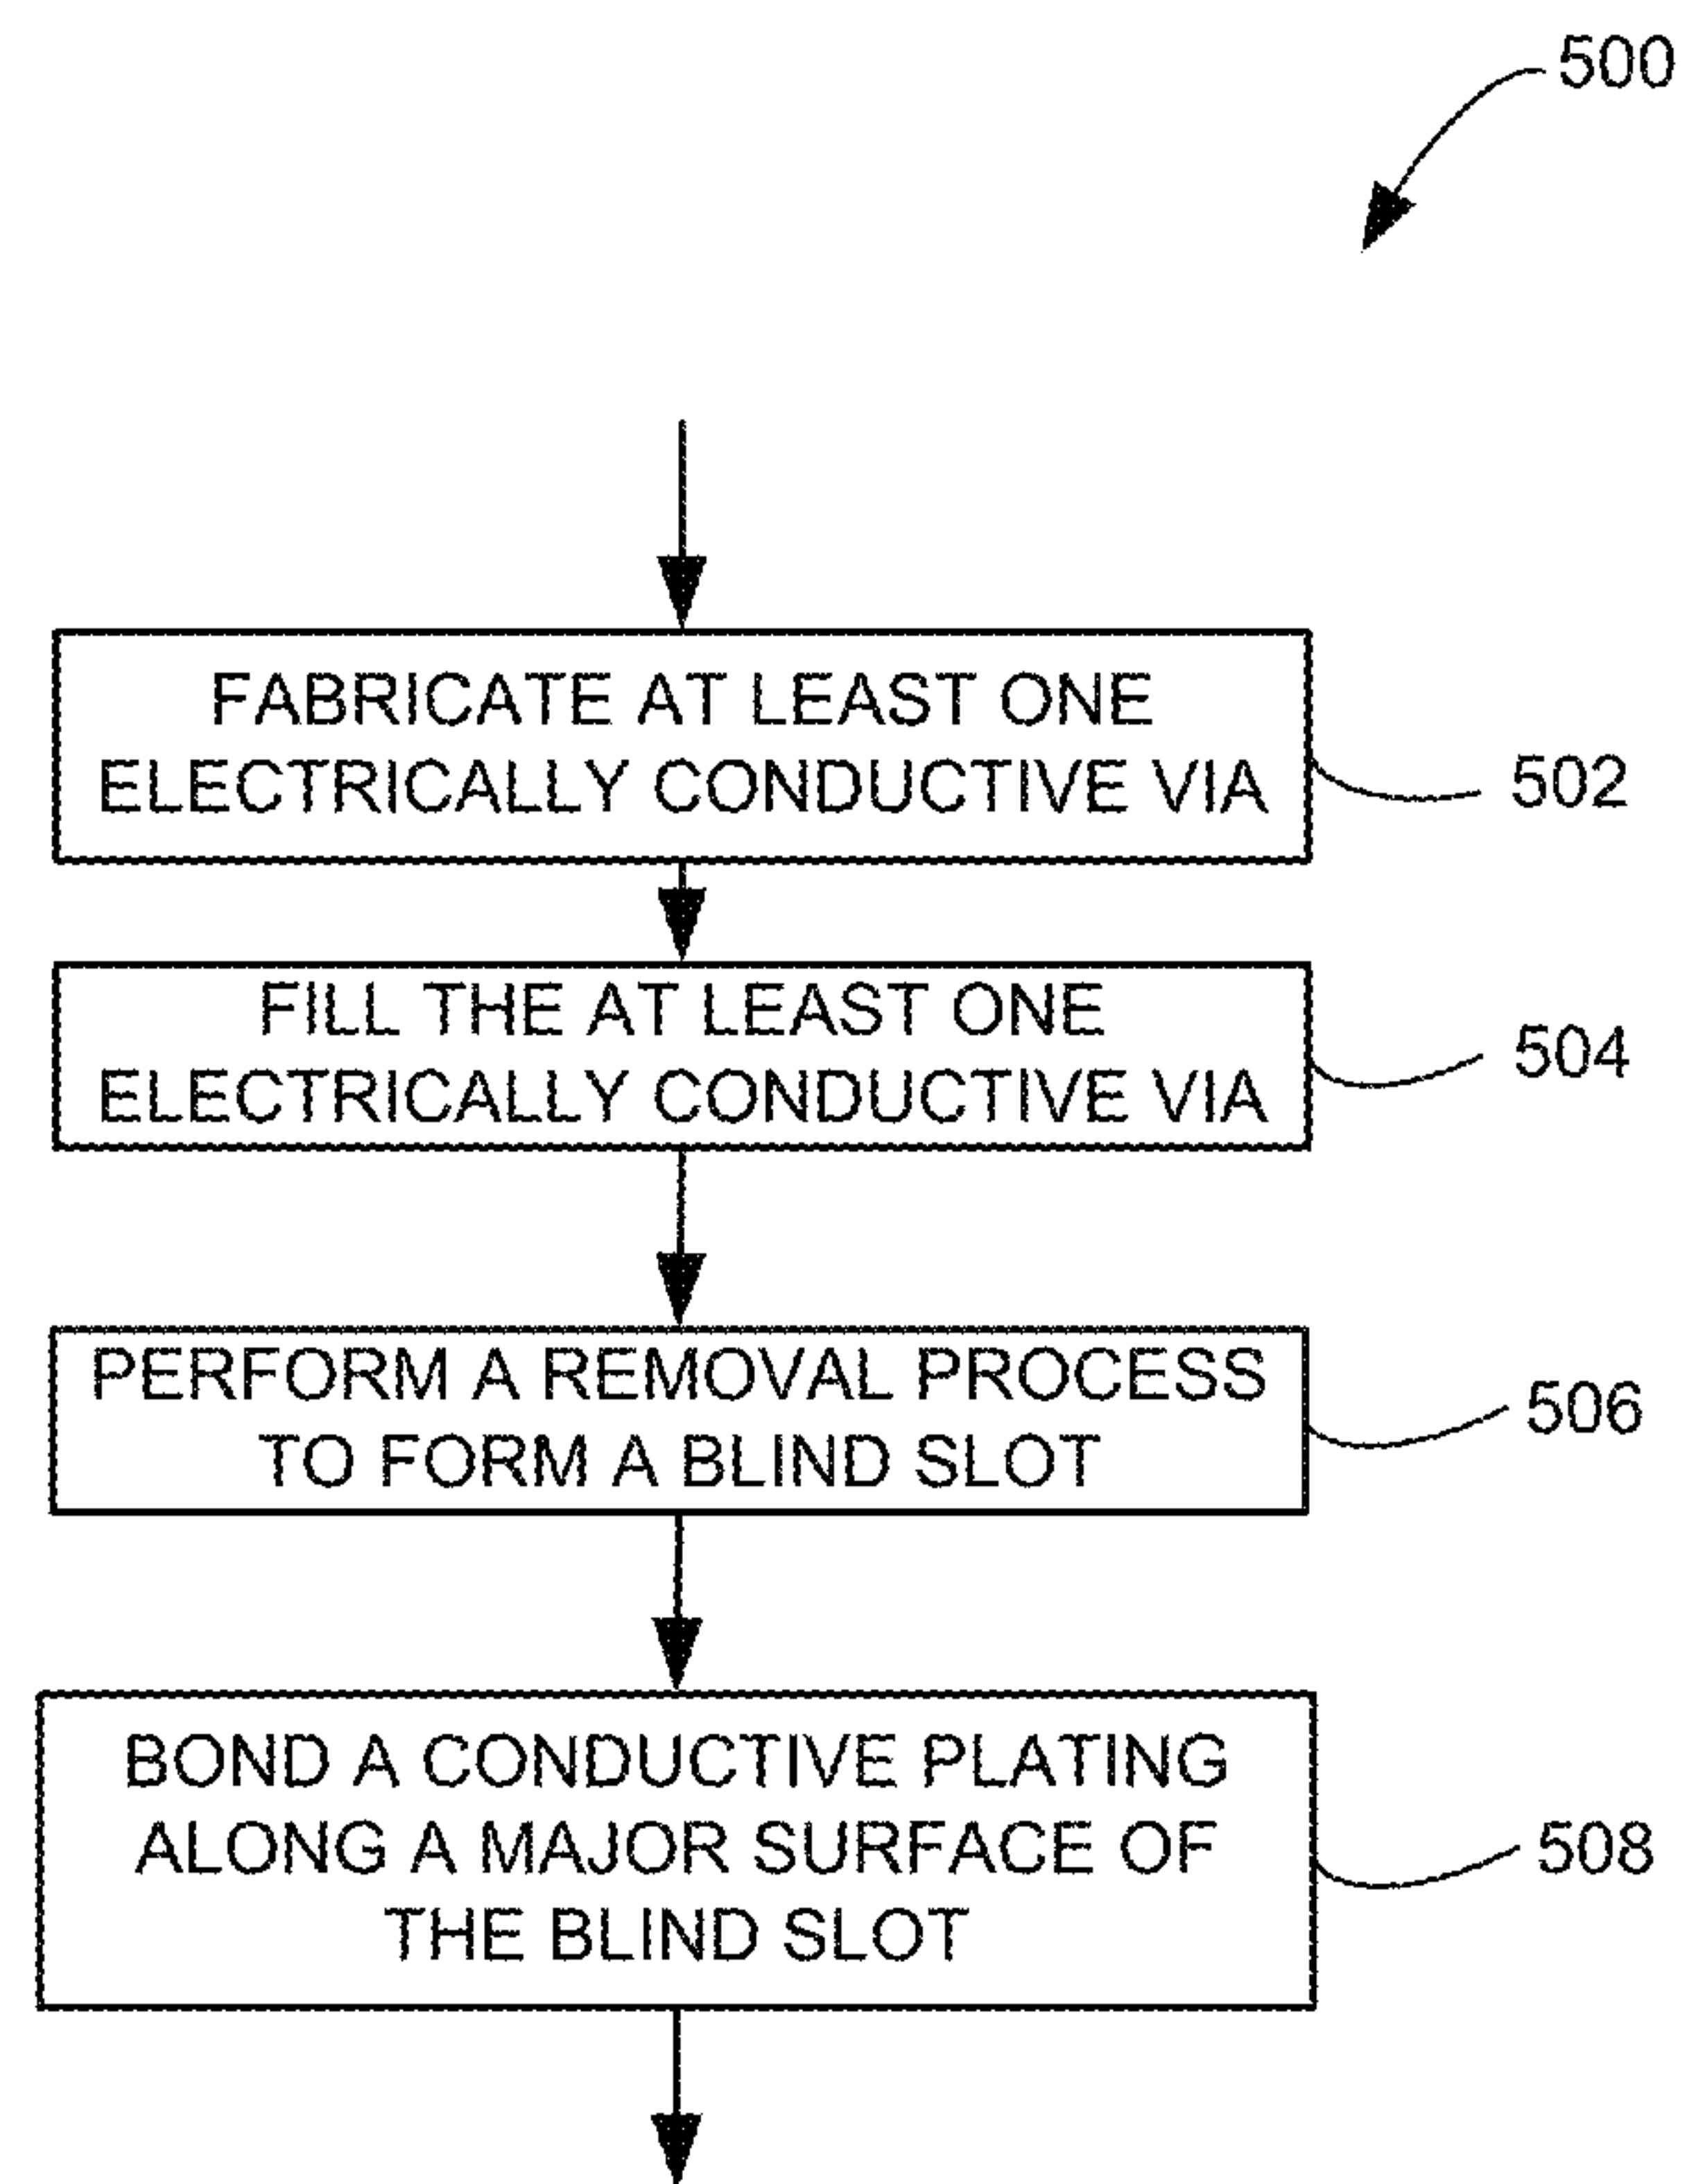 500
FABRICATE AT LEAST ONE
ELECTRICALLY CONDUCTIVE VIA
502
FILL THE AT LEAST ONE
ELECTRICALLY CONDUCTIVE VIA
504
PERFORM A REMOVAL PROCESS
TO FORM A BLIND SLOT
506
BOND A CONDUCTIVE PLATING
ALONG A MAJOR SURFACE OF
THE BLIND SLOT
508